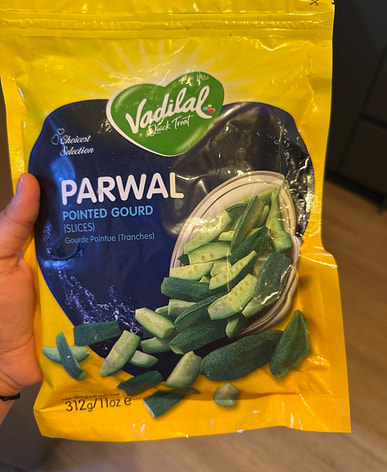 Vadilal
Quick Treat
Choicest
Selection
PARWAL
POINTED GOURD
(SLICES)
Gourde Pointue (Tranches)
312g/11oz e